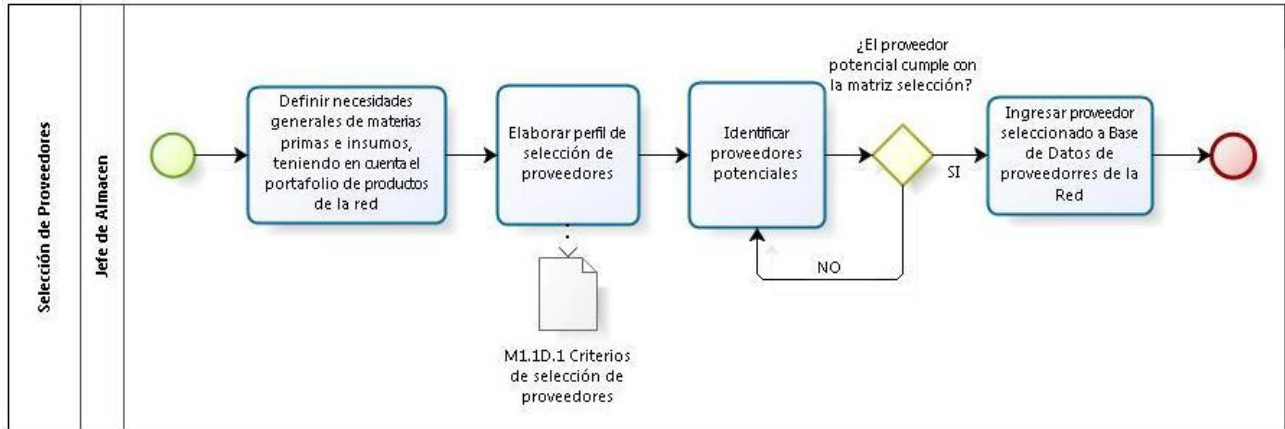 Selección de Proveedores
Jefe de Almacen
Definir necesidades
generales de materias
primas e insumos,
teniendo en cuenta el
portafolio de productos
de la red
Elaborar perfil de
selección de
proveedores
M1.1D.1 Criterios
de selección de
proveedores
Identificar
proveedores
potenciales
¿El proveedor
potencial cumple con
la matriz selección?
SI
NO
Ingresar proveedor
seleccionado a Base
de Datos de
proveedorres de la
Red